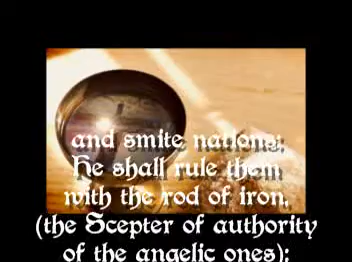 and smite nations;
He shall rule them
with the rod of iron,
(the Scepter of authority
of the angelic ones);